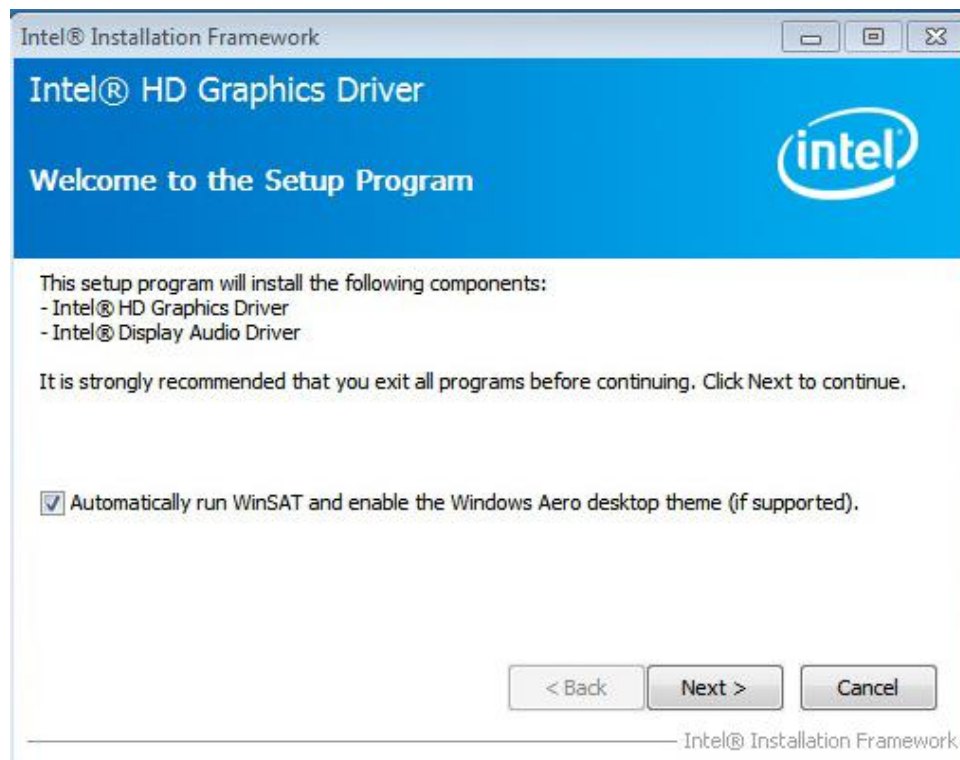 Intel® Installation Framework
Intel® HD Graphics Driver
intel
Welcome to the Setup Program
This setup program will install the following components:
- Intel® HD Graphics Driver
- Intel® Display Audio Driver
It is strongly recommended that you exit all programs before continuing. Click Next to continue.
Automatically run WinSAT and enable the Windows Aero desktop theme (if supported).
< Back Next > Cancel
Intel® Installation Framework